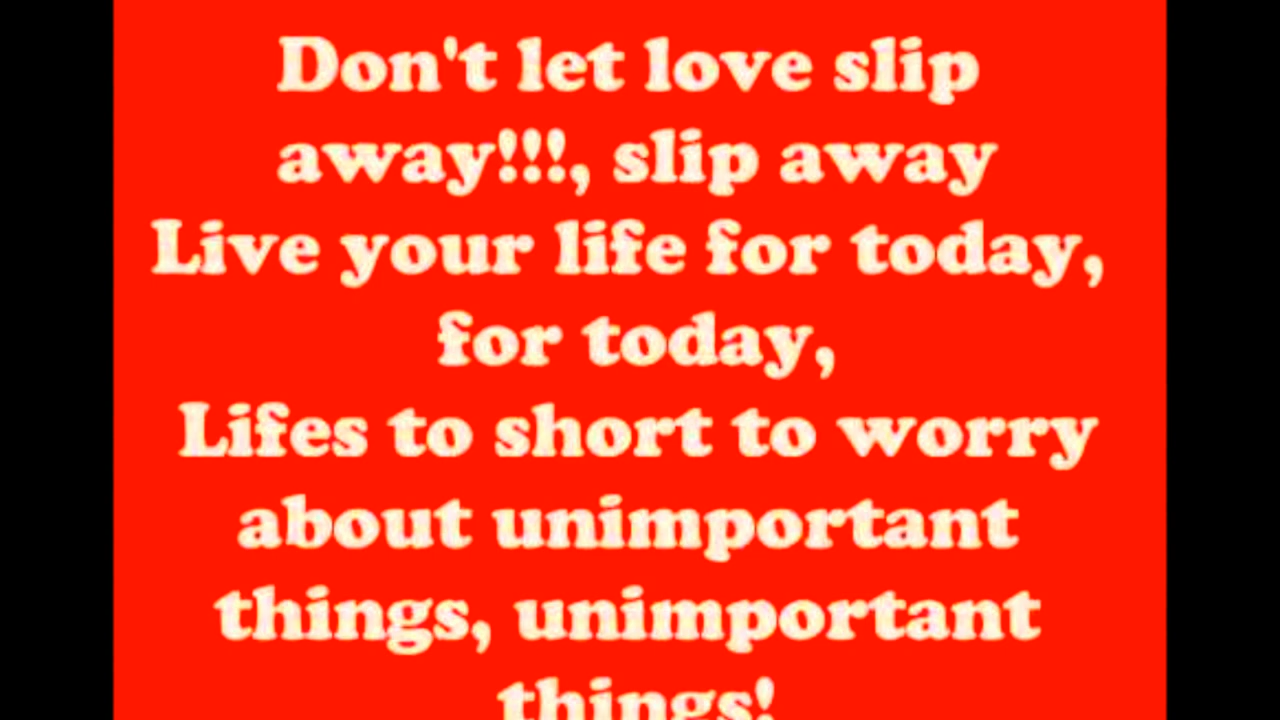 Don't let love slip
away!!!, slip away
Live your life for today,
for today,
Lifes to short to worry
about unimportant
things, unimportant
things!